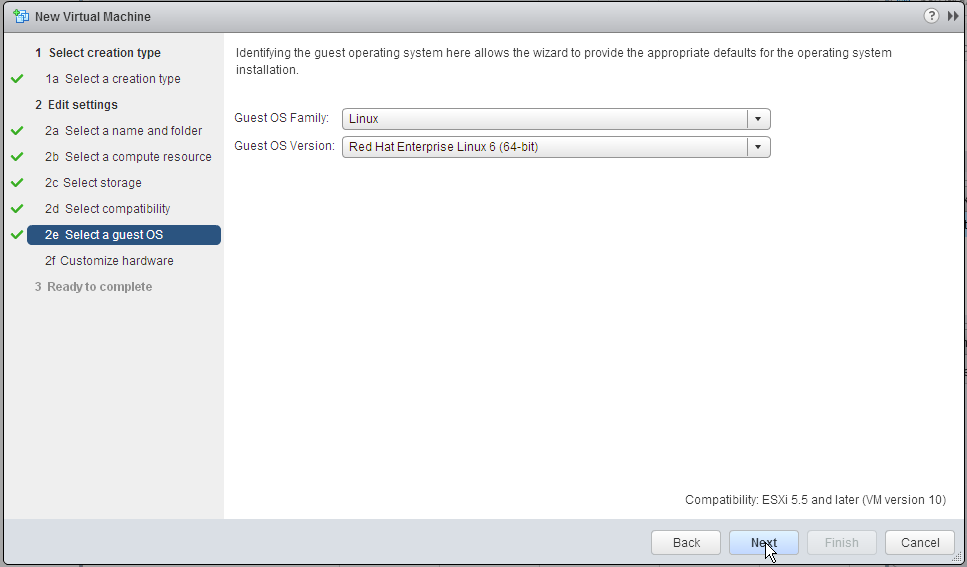 New Virtual Machine
?
1 Select creation type
1a Select a creation type
2 Edit settings
2a Select a name and folder
2b Select a compute resource
2c Select storage
2d Select compatibility
2e Select a guest OS
2f Customize hardware
3 Ready to complete
Identifying the guest operating system here allows the wizard to provide the appropriate defaults for the operating system
installation.
Guest OS Family: Linux
Guest OS Version: Red Hat Enterprise Linux 6 (64-bit)
Compatibility: ESXi 5.5 and later (VM version 10)
Back Next Finish Cancel